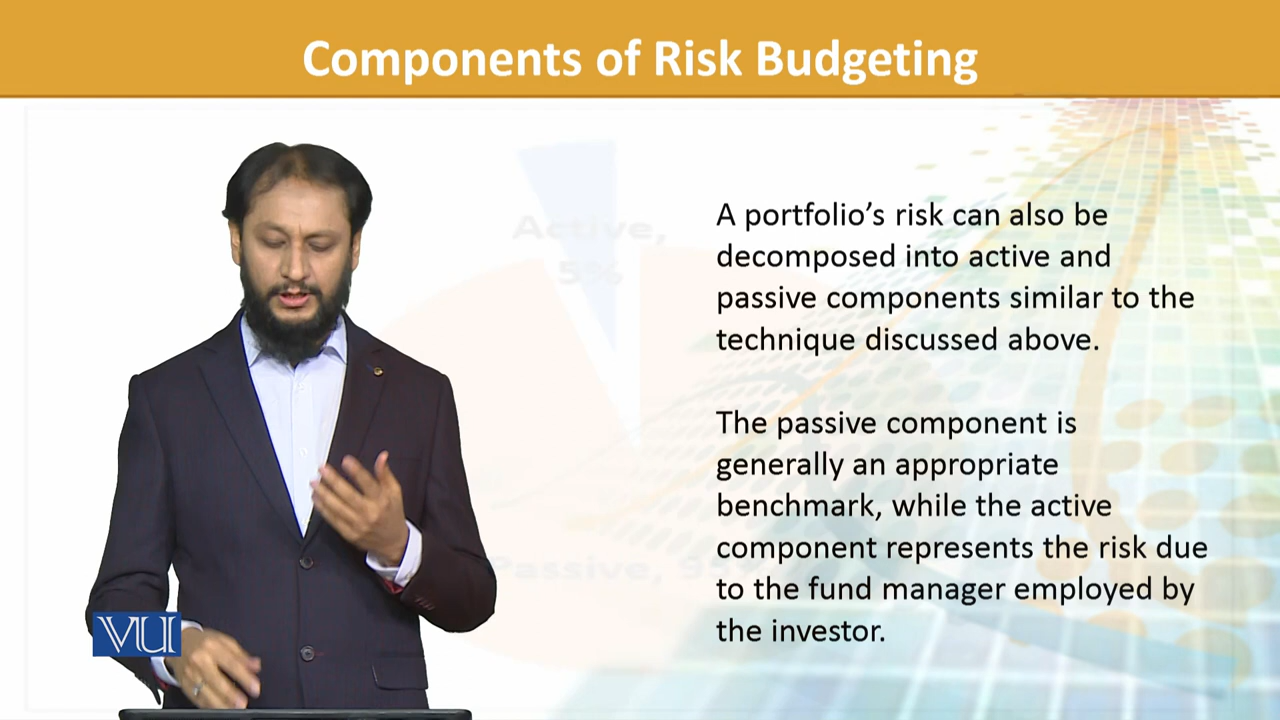 Components of Risk Budgeting
Active,
5%
A portfolio’s risk can also be
decomposed into active and
passive components similar to the
technique discussed above.
The passive component is
generally an appropriate
benchmark, while the active
component represents the risk due
to the fund manager employed by
the investor.
Passive, 95%
VU